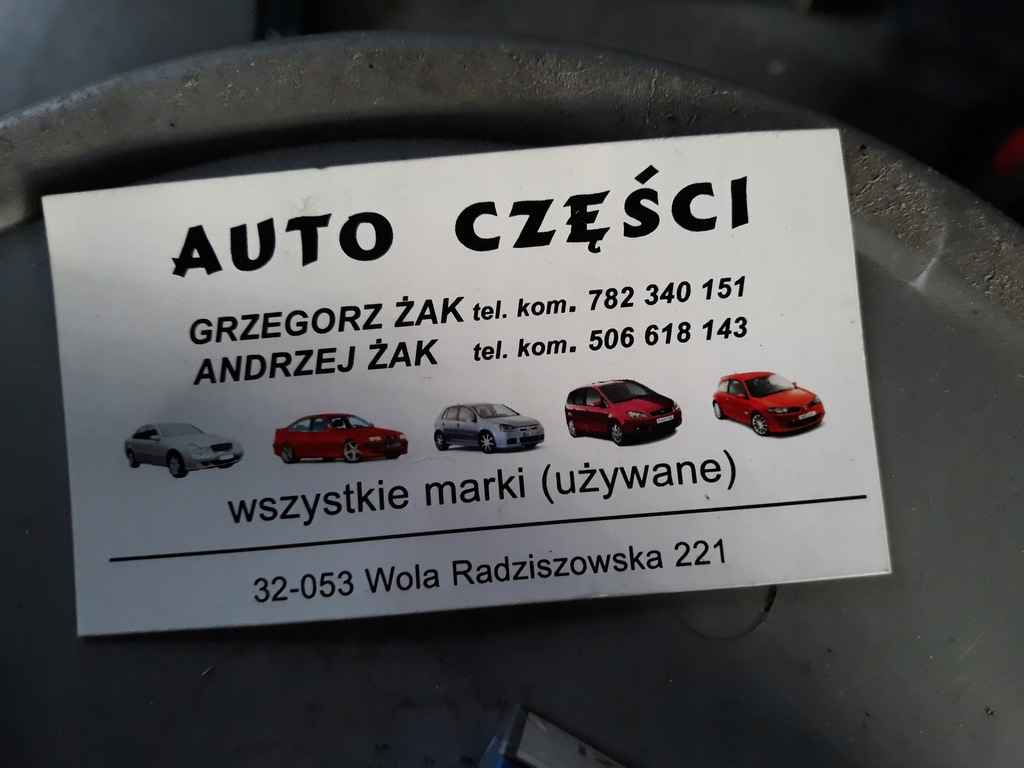 AUTO CZĘŚCI
GRZEGORZ ŻAK tel. kom. 782 340 151
ANDRZEJ ŻAK tel. kom. 506 618 143
wszystkie marki (używane)
32-053 Wola Radziszowska 221